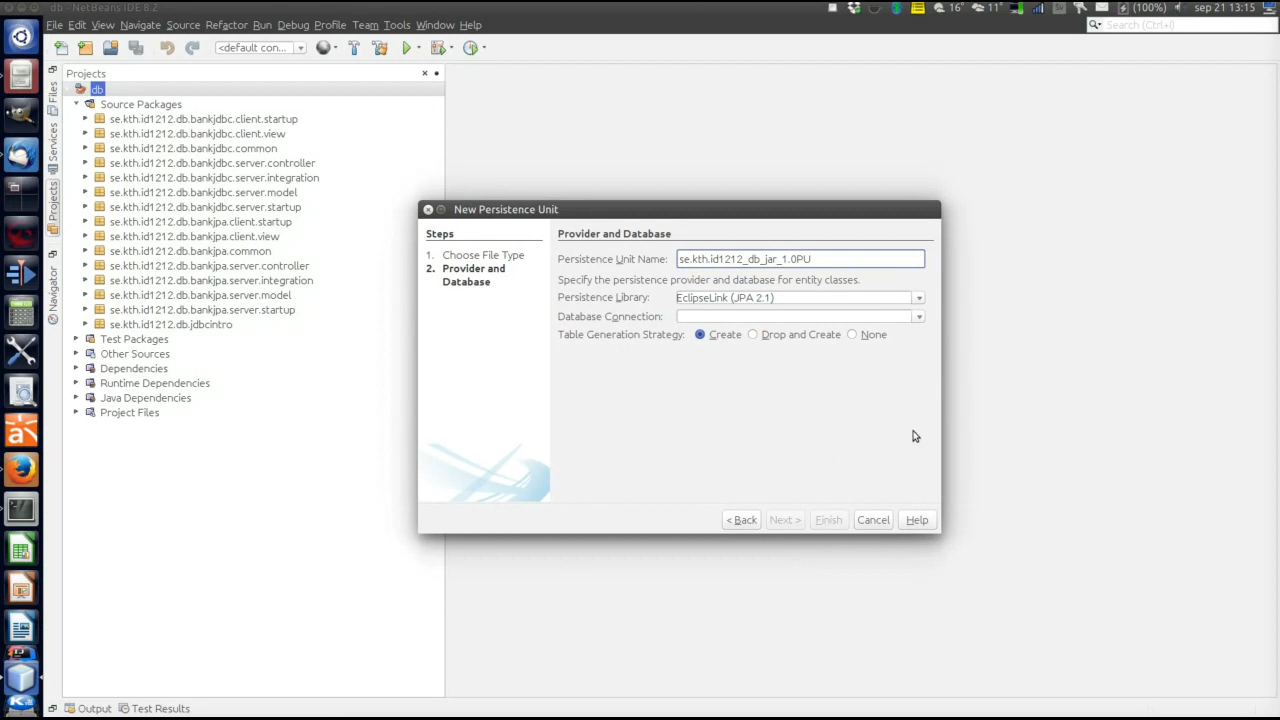 db - NetBeans IDE 8.2
16°
11°
(100%)
sep 21 13:15
File Edit View Navigate Source Refactor Run Debug Profile Team Tools Window Help
Search (Ctrl+I)
<default con...
Projects
db
Source Packages
se.kth.id1212.db.bankjdbc.client.startup
se.kth.id1212.db.bankjdbc.client.view
se.kth.id1212.db.bankjdbc.common
se.kth.id1212.db.bankjdbc.server.controller
se.kth.id1212.db.bankjdbc.server.integration
se.kth.id1212.db.bankjdbc.server.model
se.kth.id1212.db.bankjdbc.server.startup
se.kth.id1212.db.bankjpa.client.startup
se.kth.id1212.db.bankjpa.client.view
se.kth.id1212.db.bankjpa.common
se.kth.id1212.db.bankjpa.server.controller
se.kth.id1212.db.bankjpa.server.integration
se.kth.id1212.db.bankjpa.server.model
se.kth.id1212.db.bankjpa.server.startup
se.kth.id1212.db.jdbcintro
Test Packages
Other Sources
Dependencies
Runtime Dependencies
Java Dependencies
Project Files
Files
Services
Projects
Navigator
New Persistence Unit
Steps
1. Choose File Type
2. Provider and
Database
Provider and Database
Persistence Unit Name: se.kth.id1212_db_jar_1.0PU
Specify the persistence provider and database for entity classes.
Persistence Library: EclipseLink (JPA 2.1)
Database Connection:
Table Generation Strategy: Create Drop and Create None
< Back Next > Finish Cancel Help
Output Test Results